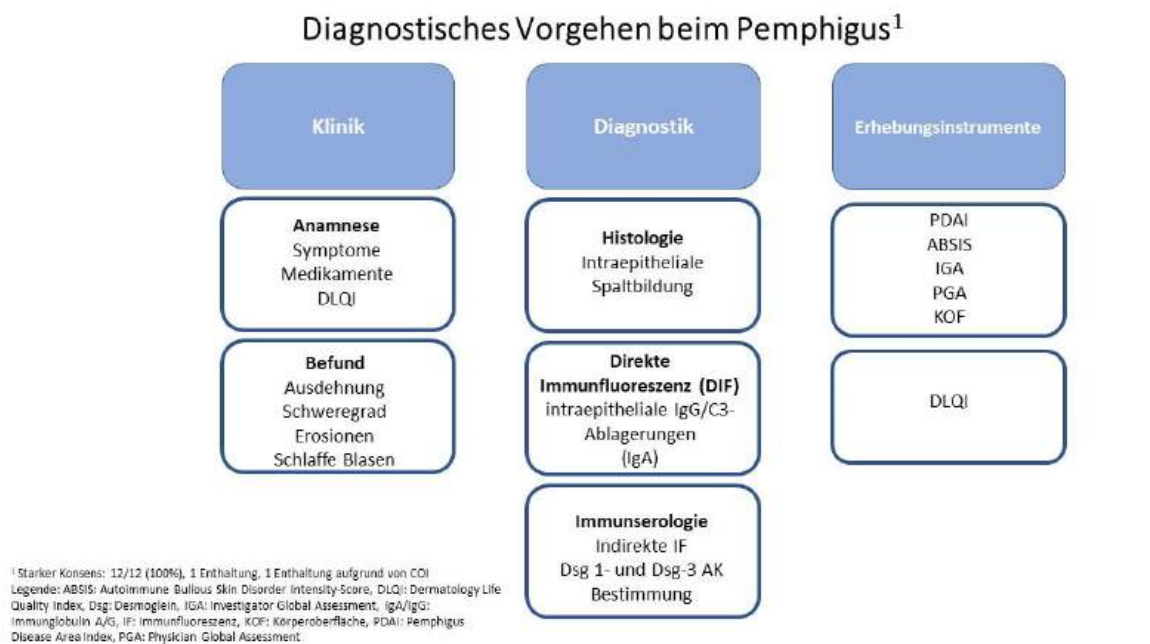 Diagnostisches Vorgehen beim Pemphigus¹
Klinik
Anamnese
Symptome
Medikamente
DLQI
Befund
Ausdehnung
Schweregrad
Erosionen
Schlaffe Blasen
Diagnostik
Histologie
Intraepitheliale
Spaltbildung
Direkte
Immunfluoreszenz (DIF)
intraepitheliale IgG/C3-
Ablagerungen
(IgA)
Immunserologie
Indirekte IF
Dsg 1- und Dsg-3 AK
Bestimmung
Erhebungsinstrumente
PDAI
ABSIS
IGA
PGA
KOF
DLQI
¹ Starker Konsens: 12/12 (100%), 1 Enthaltung, 1 Enthaltung aufgrund von COI
Legende: ABSIS: Autoimmune Bullous Skin Disorder Intensity-Score, DLQI: Dermatology Life
Quality Index, Dsg: Desmoglein, IGA: Investigator Global Assessment, IgA/IgG:
Immunglobulin A/G, IF: Immunfluoreszenz, KOF: Körperoberfläche, PDAI: Pemphigus
Disease Area Index, PGA: Physician Global Assessment